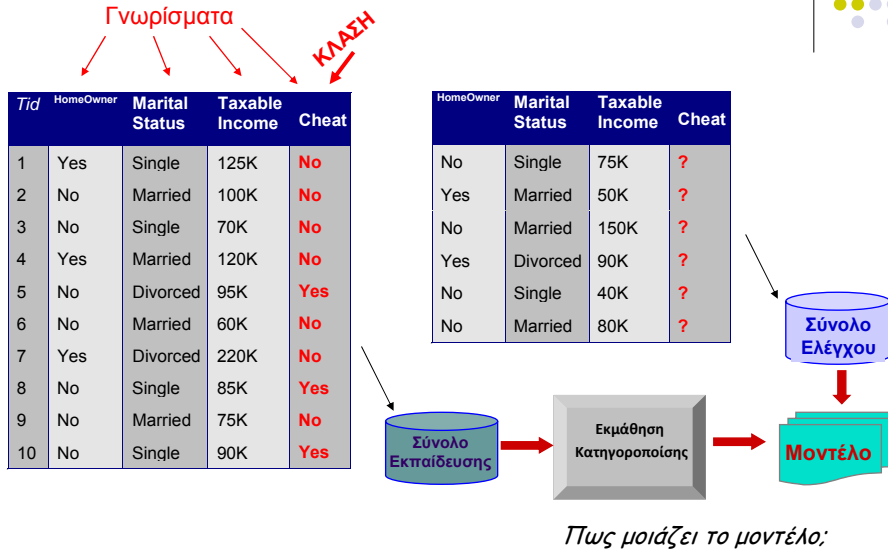 Γνωρίσματα
ΚΛΑΣΗ
Tid HomeOwner Marital Status Taxable Income Cheat
1 Yes Single 125K No
2 No Married 100K No
3 No Single 70K No
4 Yes Married 120K No
5 No Divorced 95K Yes
6 No Married 60K No
7 Yes Divorced 220K No
8 No Single 85K Yes
9 No Married 75K No
10 No Single 90K Yes
HomeOwner Marital Status Taxable Income Cheat
No Single 75K ?
Yes Married 50K ?
No Married 150K ?
Yes Divorced 90K ?
No Single 40K ?
No Married 80K ?
Σύνολο
Ελέγχου
Σύνολο
Εκπαίδευσης
Εκμάθηση
Κατηγοροποίσης
Μοντέλο
Πως μοιάζει το μοντέλο;